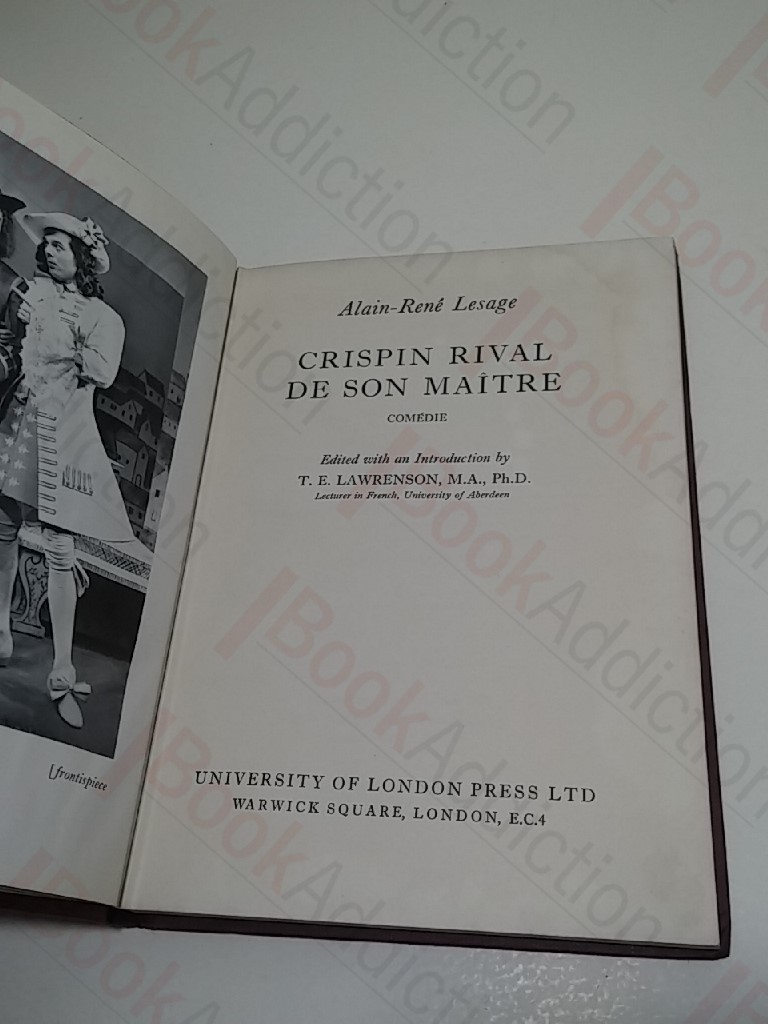 [frontispiece
Alain-René Lesage
CRISPIN RIVAL
DE SON MAÎTRE
COMÉDIE
Edited with an Introduction by
T. E. LAWRENSON, M.A., Ph.D.
Lecturer in French, University of Aberdeen
UNIVERSITY OF LONDON PRESS LTD
WARWICK SQUARE, LONDON, E.C.4
BookAddiction